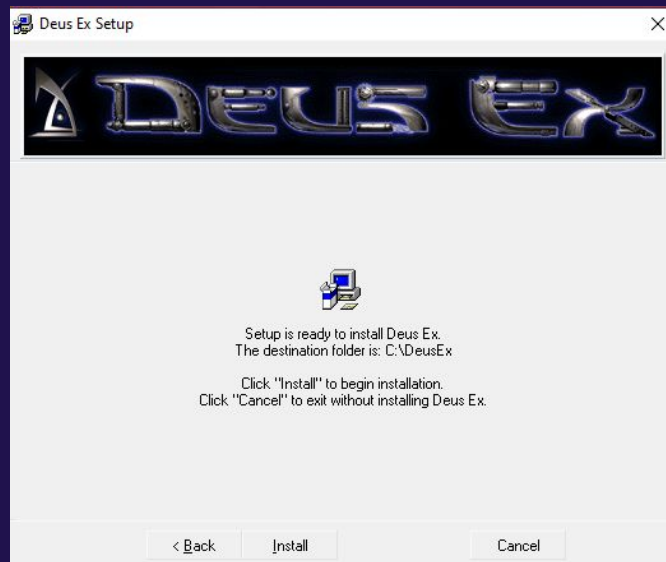 Deus Ex Setup
DEUS EX
Setup is ready to install Deus Ex.
The destination folder is: C:\DeusEx
Click "Install" to begin installation.
Click "Cancel" to exit without installing Deus Ex.
< Back Install Cancel